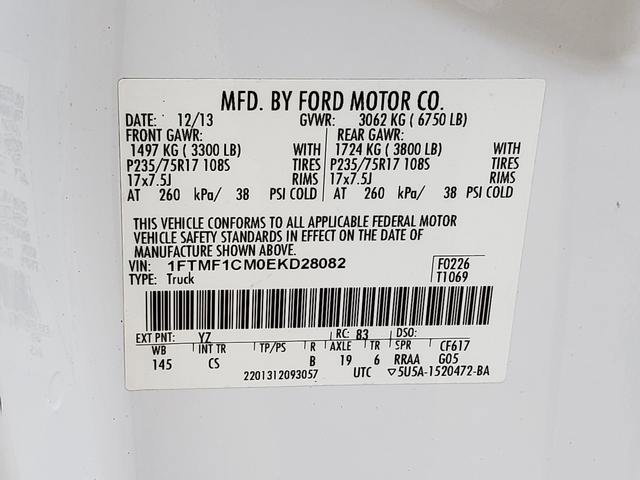 MFD. BY FORD MOTOR CO.
DATE: 12/13 GVWR: 3062 KG ( 6750 LB)
FRONT GAWR: REAR GAWR:
1497 KG ( 3300 LB) WITH 1724 KG ( 3800 LB) WITH
P235/75R17 108S TIRES P235/75R17 108S TIRES
17x7.5J RIMS 17x7.5J RIMS
AT 260 kPa/ 38 PSI COLD AT 260 kPa/ 38 PSI COLD
THIS VEHICLE CONFORMS TO ALL APPLICABLE FEDERAL MOTOR
VEHICLE SAFETY STANDARDS IN EFFECT ON THE DATE OF
MANUFACTURE SHOWN ABOVE.
VIN: 1FTMF1CM0EKD28082 F0226
TYPE: Truck T1069
EXT PNT: YZ RC: 83 DSO:
WB INT TR TP/PS R AXLE TR SPR CF617
145 CS B 19 6 RRAA G05
2201312093057 UTC ▽5U5A-1520472-BA